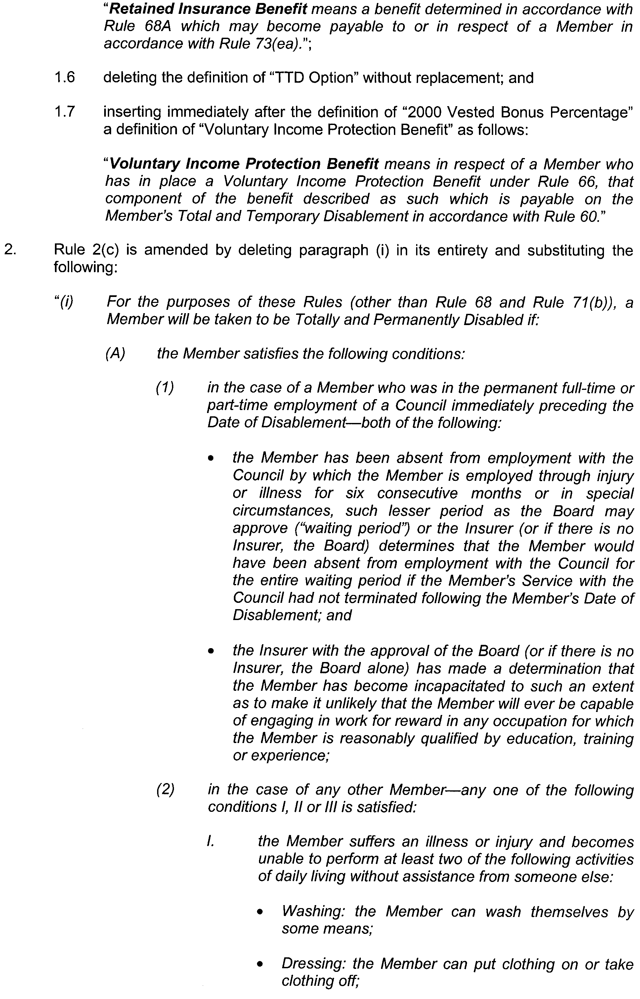 “Retained Insurance Benefit means a benefit determined in accordance with
Rule 68A which may become payable to or in respect of a Member in
accordance with Rule 73(ea).”;
1.6 deleting the definition of “TTD Option” without replacement; and
1.7 inserting immediately after the definition of “2000 Vested Bonus Percentage”
a definition of “Voluntary Income Protection Benefit” as follows:
“Voluntary Income Protection Benefit means in respect of a Member who
has in place a Voluntary Income Protection Benefit under Rule 66, that
component of the benefit described as such which is payable on the
Member’s Total and Temporary Disablement in accordance with Rule 60.”
2. Rule 2(c) is amended by deleting paragraph (i) in its entirety and substituting the
following:
“(i) For the purposes of these Rules (other than Rule 68 and Rule 71(b)), a
Member will be taken to be Totally and Permanently Disabled if:
(A) the Member satisfies the following conditions:
(1) in the case of a Member who was in the permanent full-time or
part-time employment of a Council immediately preceding the
Date of Disablement—both of the following:
• the Member has been absent from employment with the
Council by which the Member is employed through injury
or illness for six consecutive months or in special
circumstances, such lesser period as the Board may
approve (“waiting period”) or the Insurer (or if there is no
Insurer, the Board) determines that the Member would
have been absent from employment with the Council for
the entire waiting period if the Member’s Service with the
Council had not terminated following the Member’s Date of
Disablement; and
• the Insurer with the approval of the Board (or if there is no
Insurer, the Board alone) has made a determination that
the Member has become incapacitated to such an extent
as to make it unlikely that the Member will ever be capable
of engaging in work for reward in any occupation for which
the Member is reasonably qualified by education, training
or experience;
(2) in the case of any other Member—any one of the following
conditions I, II or III is satisfied:
I. the Member suffers an illness or injury and becomes
unable to perform at least two of the following activities
of daily living without assistance from someone else:
• Washing: the Member can wash themselves by
some means;
• Dressing: the Member can put clothing on or take
clothing off;